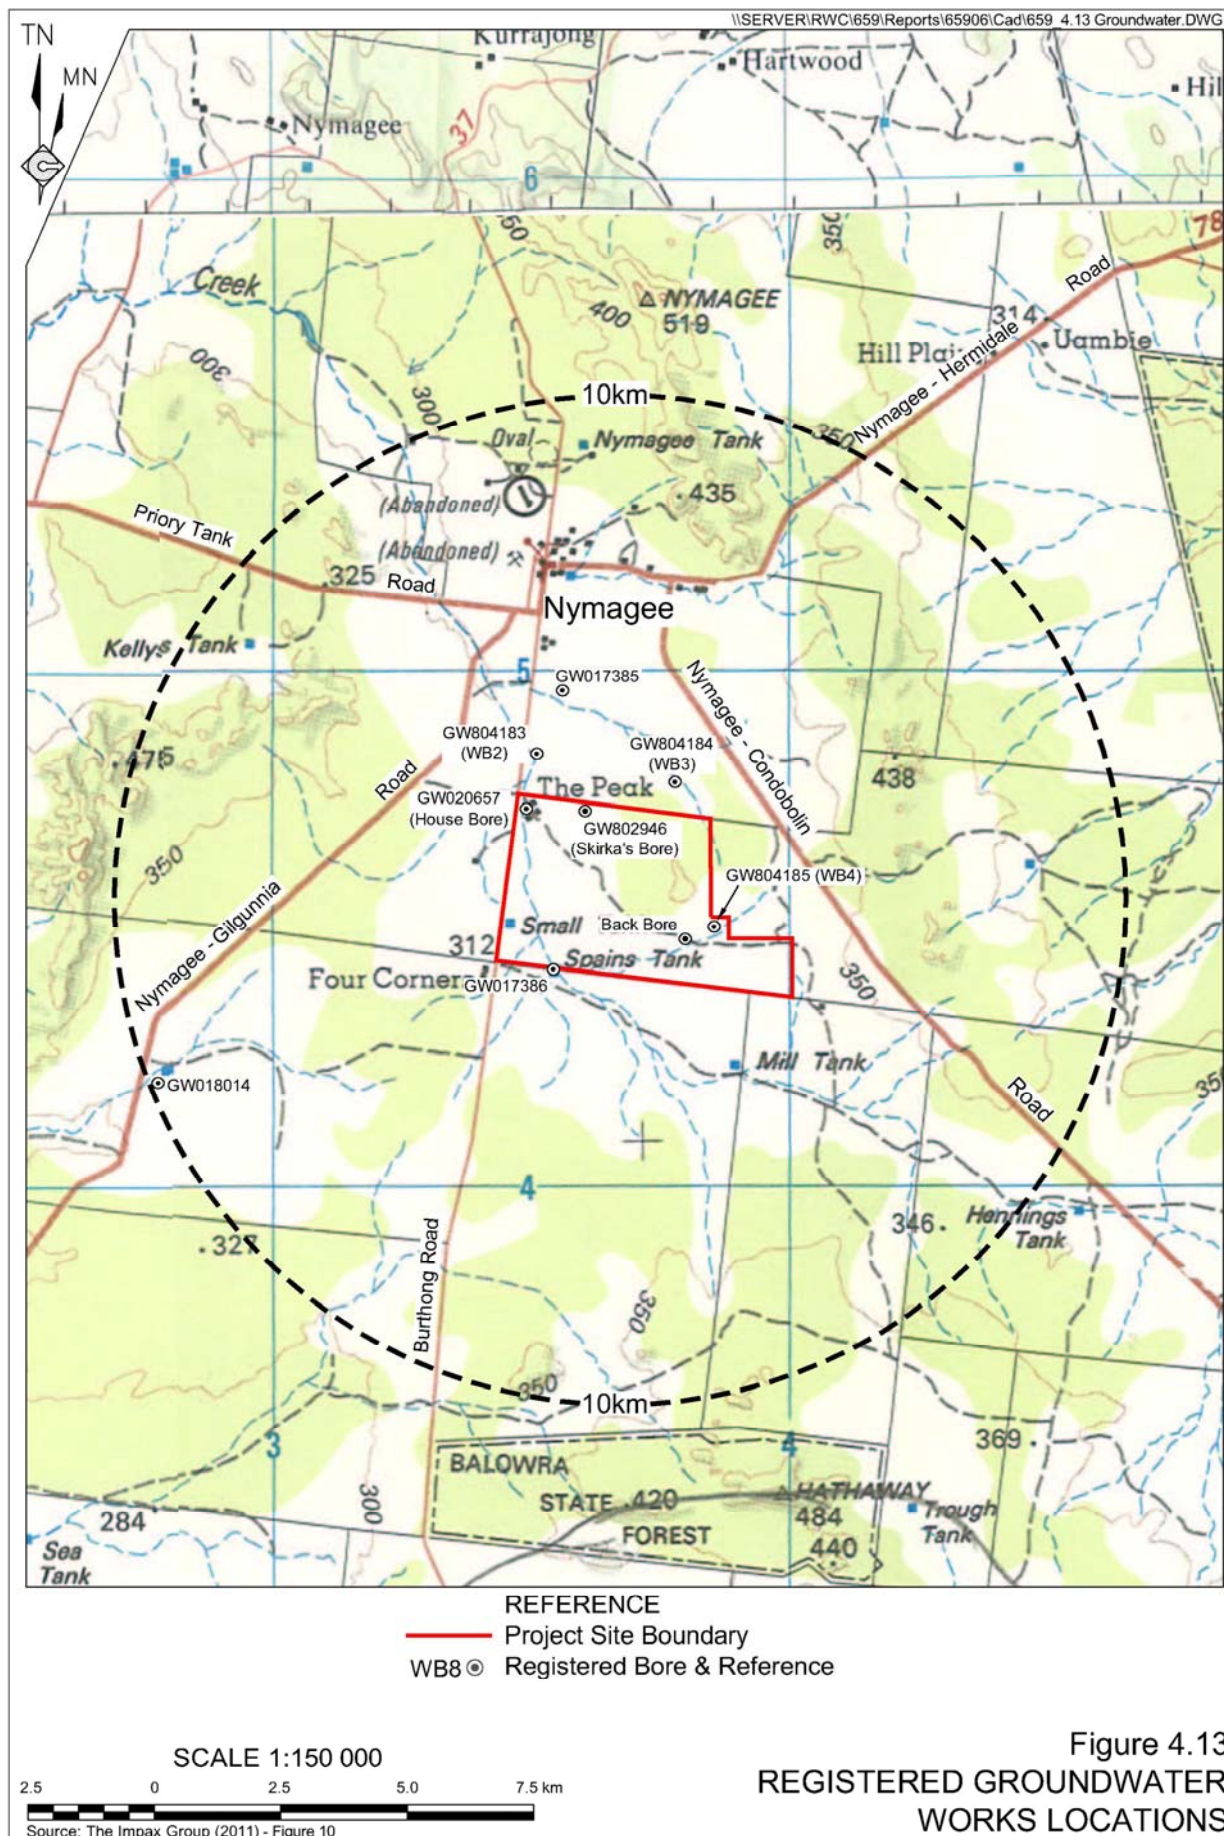 \\SERVER\RWC\659\Reports\65906\Cad\659_4.13 Groundwater.DWG
TN
MN
Kurrajong
Hartwood
Nymagee
37
6
350
350
78
Creek
NYMAGEE
519
400
Road
314
Uambie
Hill Plain
Nymagee - Hermidale
300
300
10km
350
Oval
Nymagee Tank
(Abandoned)
435
Priory Tank
(Abandoned)
325
Road
Nymagee
Kellys Tank
5
GW017385
Nymagee - Condobolin
GW804183
(WB2)
GW804184
(WB3)
475
438
Road
The Peak
GW020657
(House Bore)
GW802946
(Skirka's Bore)
350
GW804185 (WB4)
Nymagee - Gilgunnia
Small
Back Bore
312
Spains Tank
Four Corners
GW017386
350
Mill Tank
GW018014
Road
350
4
346
Hennings
Tank
327
Burthong Road
350
350
10km
3
4
369
BALOWRA
STATE
420
FOREST
HATHAWAY
484
440
Trough
Tank
300
284
Sea
Tank
REFERENCE
Project Site Boundary
WB8 Registered Bore & Reference
SCALE 1:150 000
2.5 0 2.5 5.0 7.5 km
Source: The Impax Group (2011) - Figure 10
Figure 4.13
REGISTERED GROUNDWATER
WORKS LOCATIONS